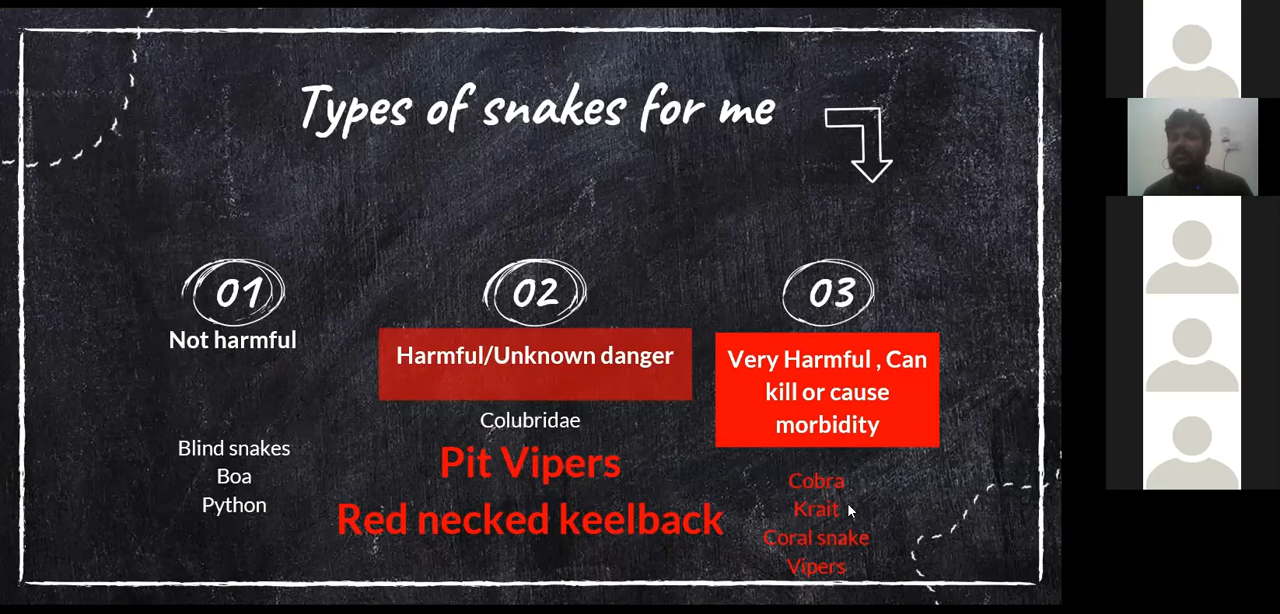 Types of snakes for me
01
Not harmful
Blind snakes
Boa
Python
02
Harmful/Unknown danger
Colubridae
Pit Vipers
Red necked keelback
03
Very Harmful , Can
kill or cause
morbidity
Cobra
Krait
Coral snake
Vipers